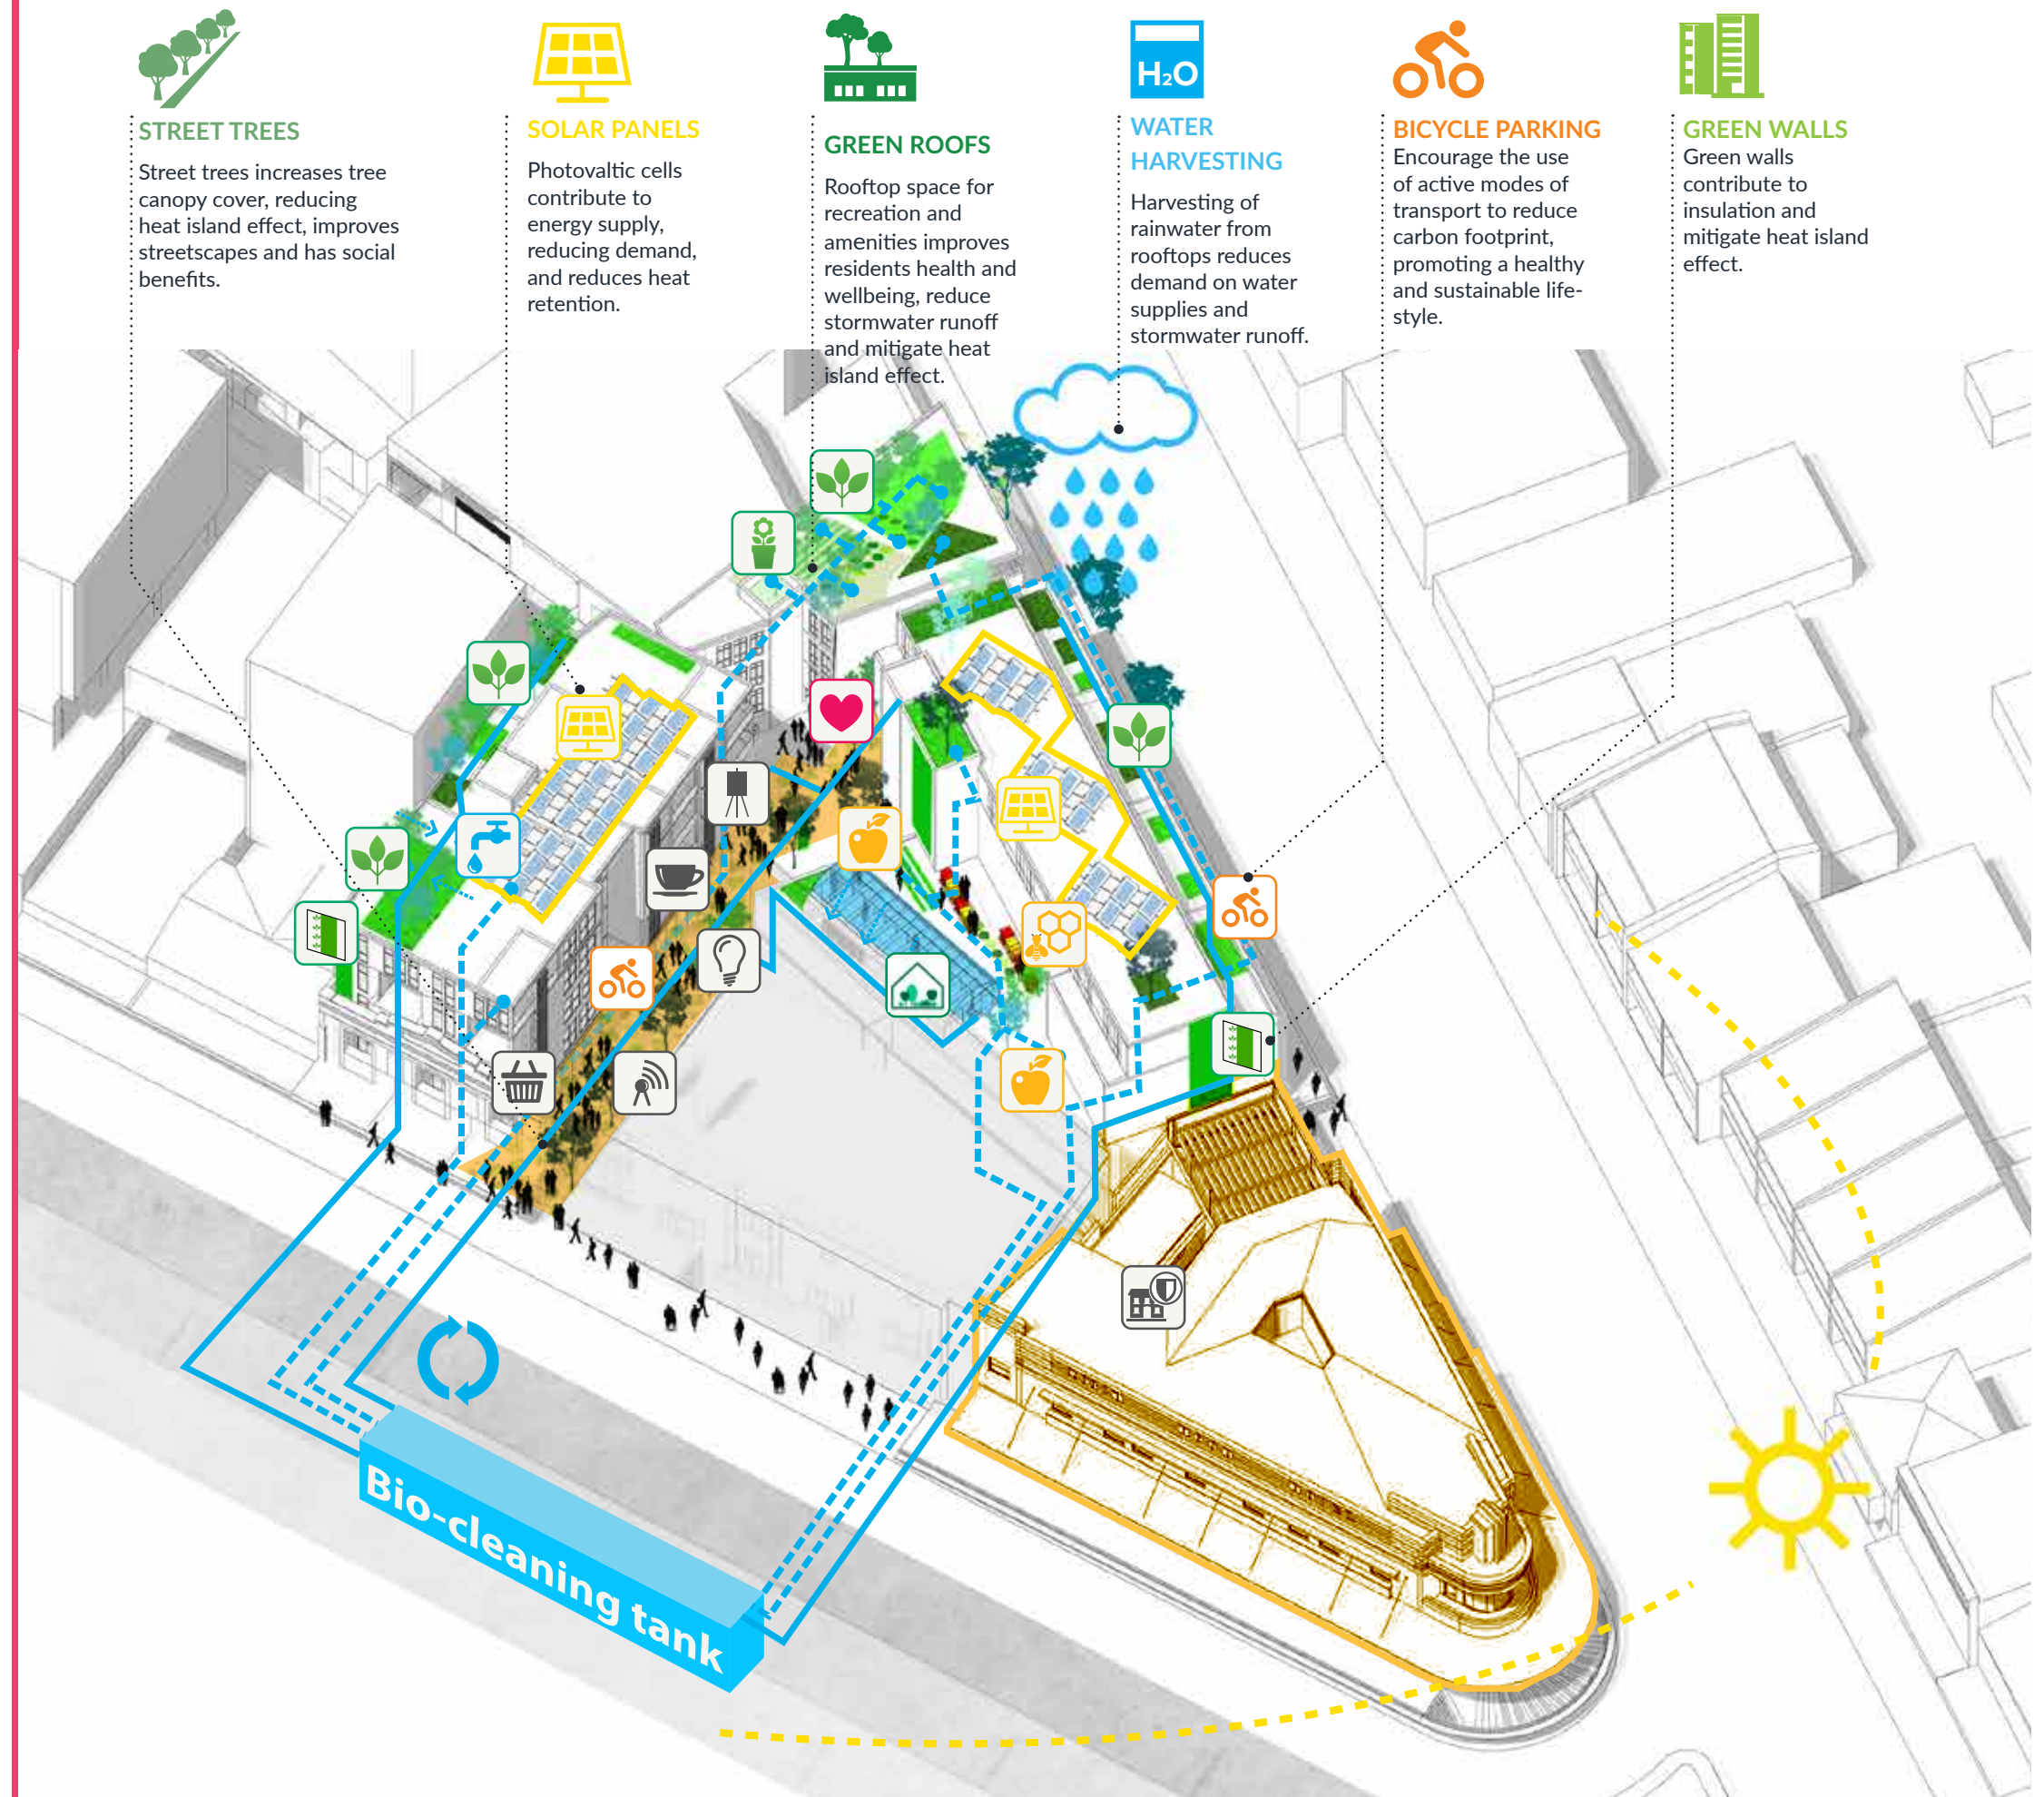 STREET TREES
Street trees increases tree
canopy cover, reducing
heat island effect, improves
streetscapes and has social
benefits.
SOLAR PANELS
Photovaltic cells
contribute to
energy supply,
reducing demand,
and reduces heat
retention.
GREEN ROOFS
Rooftop space for
recreation and
amenities improves
residents health and
wellbeing, reduce
stormwater runoff
and mitigate heat
island effect.
H₂O
WATER
HARVESTING
Harvesting of
rainwater from
rooftops reduces
demand on water
supplies and
stormwater runoff.
BICYCLE PARKING
Encourage the use
of active modes of
transport to reduce
carbon footprint,
promoting a healthy
and sustainable life-
style.
GREEN WALLS
Green walls
contribute to
insulation and
mitigate heat island
effect.
Bio-cleaning tank